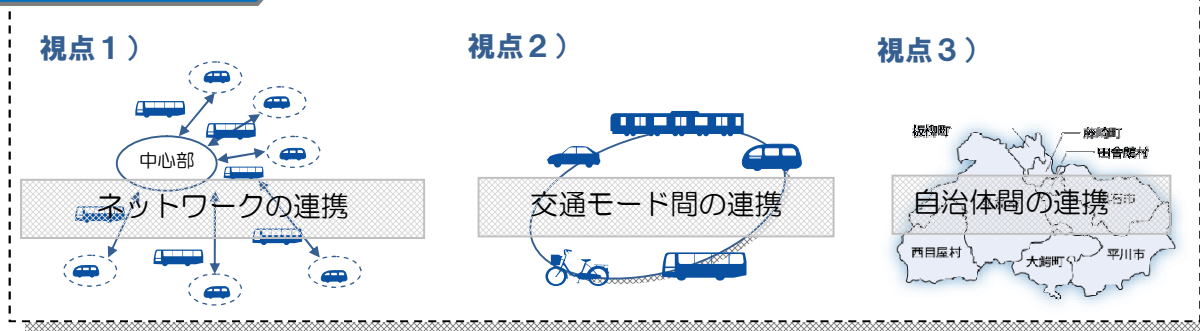 視点１）
視点２）
視点３）
中心部
ネットワークの連携
交通モード間の連携
板柳町
藤崎町
田舎館村
自治体間の連携
西目屋村
大鰐町
平川市